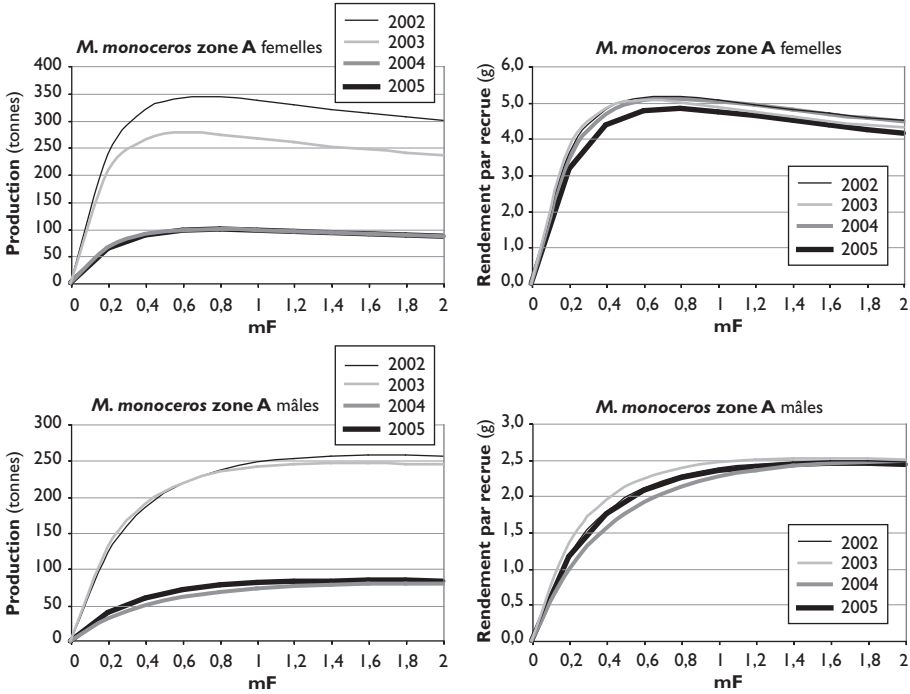 M. monoceros zone A femelles
2002
2003
2004
2005
Production (tonnes)
400
350
300
250
200
150
100
50
0
0 0,2 0,4 0,6 0,8 1 1,2 1,4 1,6 1,8 2
mF
M. monoceros zone A femelles
2002
2003
2004
2005
Rendement par recrue (g)
6,0
5,0
4,0
3,0
2,0
1,0
0,0
0 0,2 0,4 0,6 0,8 1 1,2 1,4 1,6 1,8 2
mF
M. monoceros zone A mâles
2002
2003
2004
2005
Production (tonnes)
300
250
200
150
100
50
0
0 0,2 0,4 0,6 0,8 1 1,2 1,4 1,6 1,8 2
mF
M. monoceros zone A mâles
2002
2003
2004
2005
Rendement par recrue (g)
3,0
2,5
2,0
1,5
1,0
0,5
0,0
0 0,2 0,4 0,6 0,8 1 1,2 1,4 1,6 1,8 2
mF